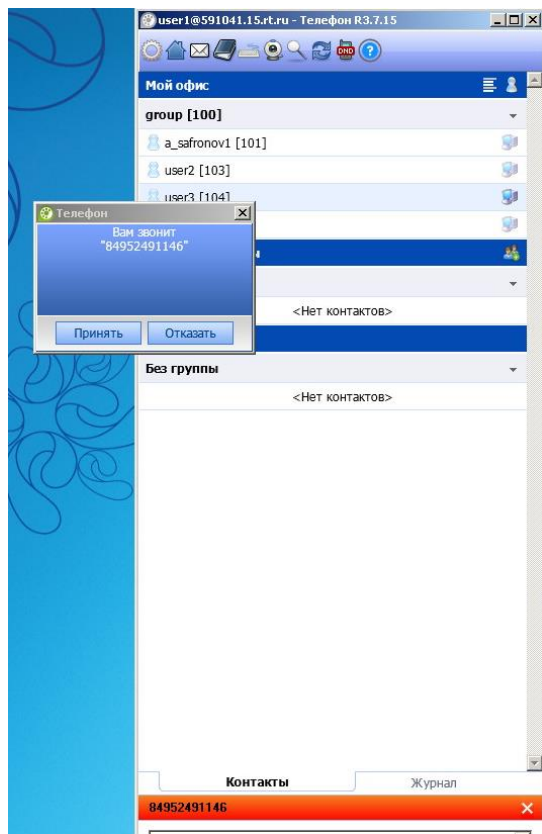 user1@591041.15.rt.ru - Телефон R3.7.15
DND
?
Мой офис
group [100]
a_safronov1 [101]
user2 [103]
user3 [104]
Телефон
Вам звонит
"84952491146"
Принять
Отказать
<Нет контактов>
Без группы
<Нет контактов>
Контакты
Журнал
84952491146